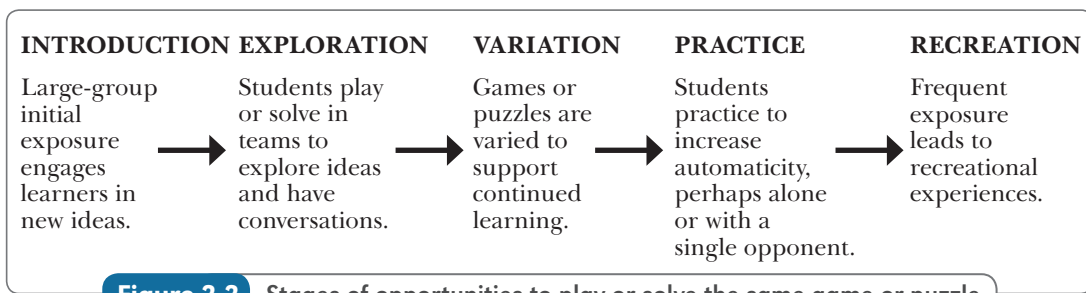 INTRODUCTION
Large-group
initial
exposure
engages
learners in
new ideas.
EXPLORATION
Students play
or solve in
teams to
explore ideas
and have
conversations.
VARIATION
Games or
puzzles are
varied to
support
continued
learning.
PRACTICE
Students
practice to
increase
automaticity,
perhaps alone
or with a
single opponent.
RECREATION
Frequent
exposure
leads to
recreational
experiences.
Figure Stages of opportunities to play or solve the same game or puzzle